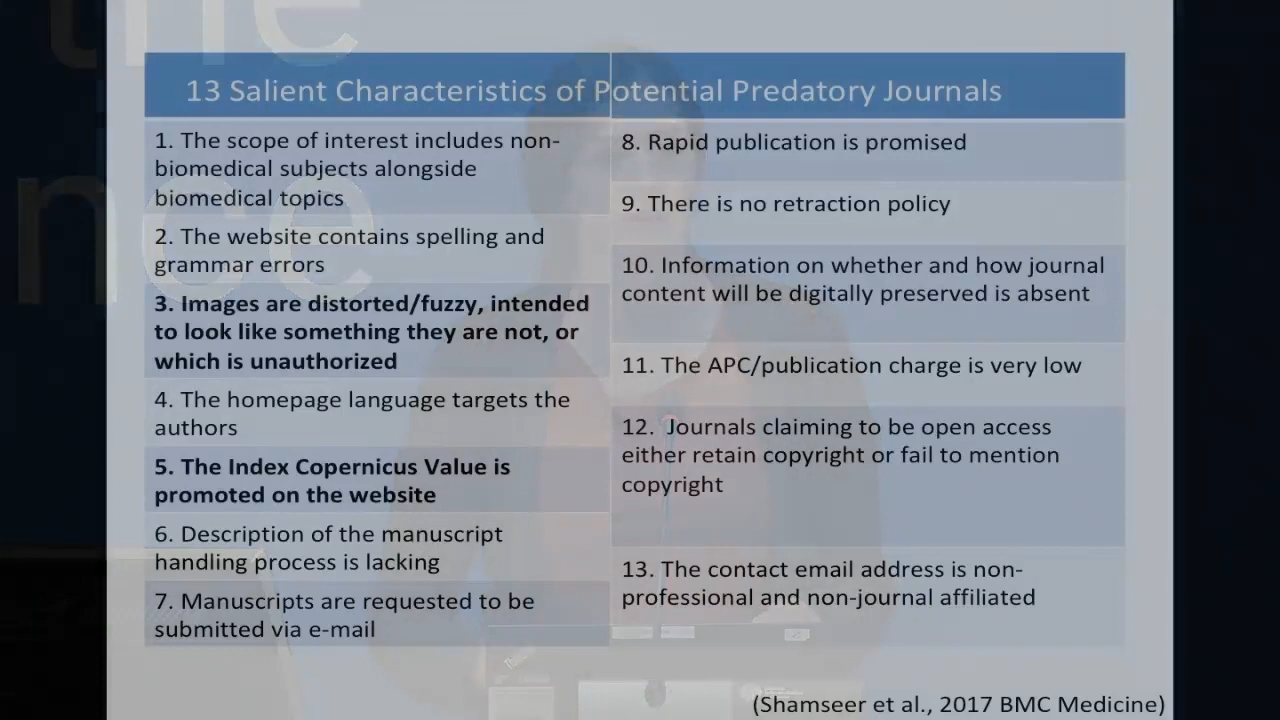 the
nce
13 Salient Characteristics of Potential Predatory Journals
1. The scope of interest includes non-
biomedical subjects alongside
biomedical topics
2. The website contains spelling and
grammar errors
3. Images are distorted/fuzzy, intended
to look like something they are not, or
which is unauthorized
4. The homepage language targets the
authors
5. The Index Copernicus Value is
promoted on the website
6. Description of the manuscript
handling process is lacking
7. Manuscripts are requested to be
submitted via e-mail
8. Rapid publication is promised
9. There is no retraction policy
10. Information on whether and how journal
content will be digitally preserved is absent
11. The APC/publication charge is very low
12. Journals claiming to be open access
either retain copyright or fail to mention
copyright
13. The contact email address is non-
professional and non-journal affiliated
(Shamseer et al., 2017 BMC Medicine)